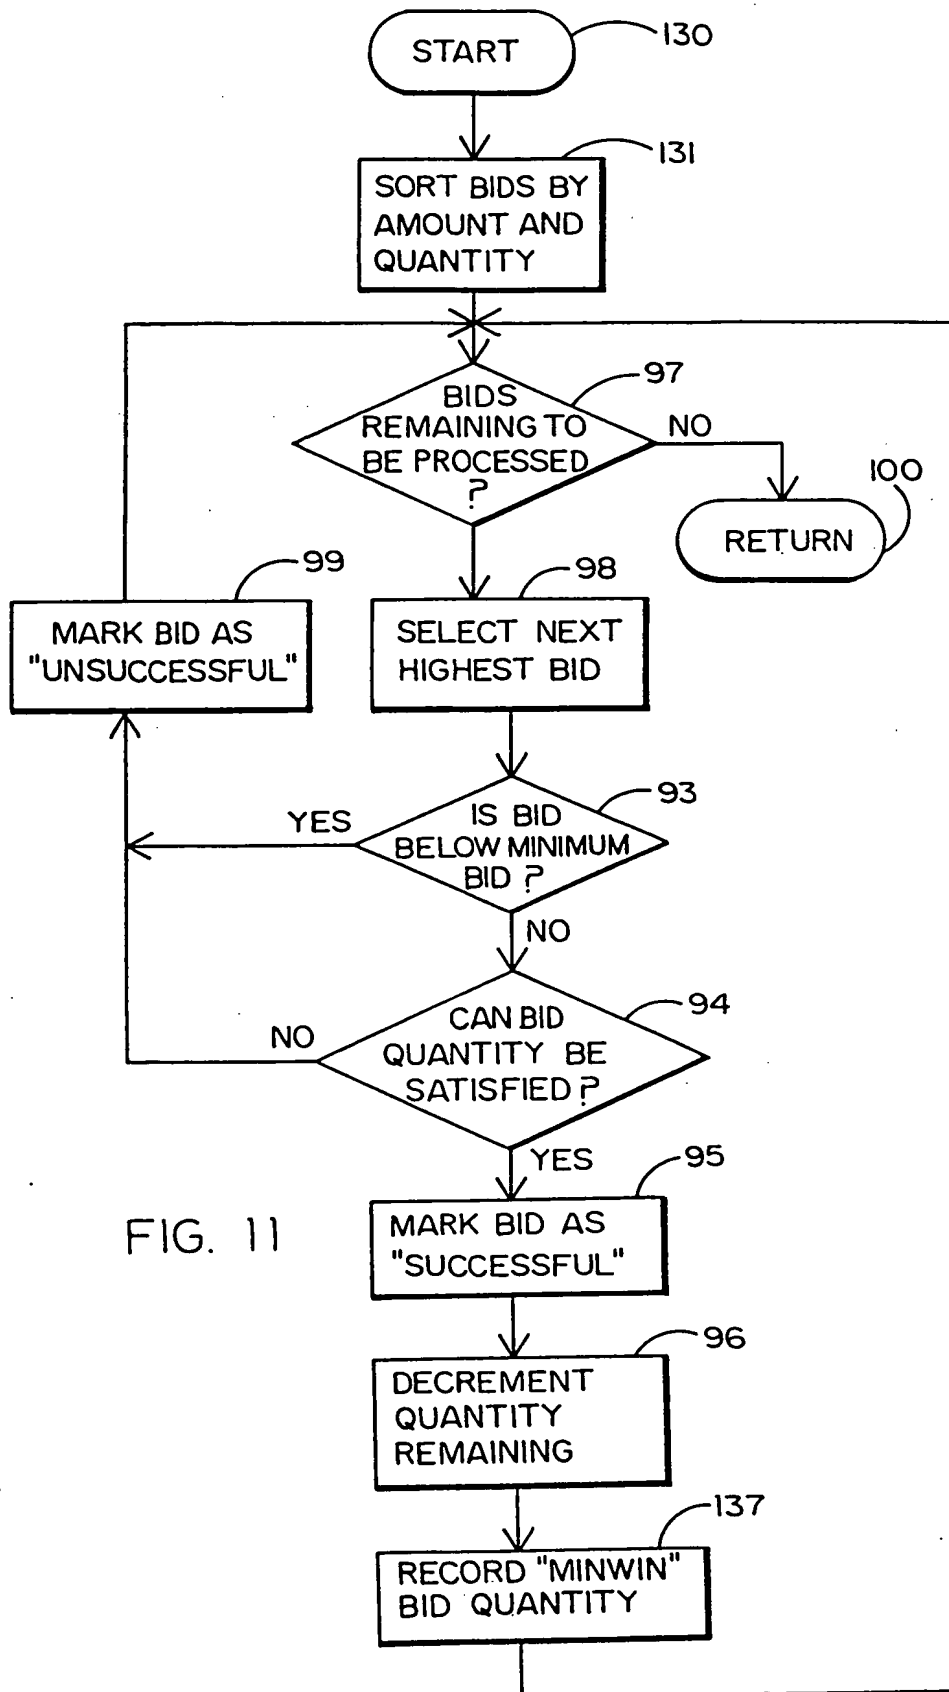 START
130
131
SORT BIDS BY
AMOUNT AND
QUANTITY
97
BIDS
REMAINING TO
BE PROCESSED
?
NO
100
RETURN
99
MARK BID AS
"UNSUCCESSFUL"
98
SELECT NEXT
HIGHEST BID
93
YES
IS BID
BELOW MINIMUM
BID ?
NO
94
NO
CAN BID
QUANTITY BE
SATISFIED ?
YES
95
MARK BID AS
"SUCCESSFUL"
FIG. 11
96
DECREMENT
QUANTITY
REMAINING
137
RECORD "MINWIN"
BID QUANTITY